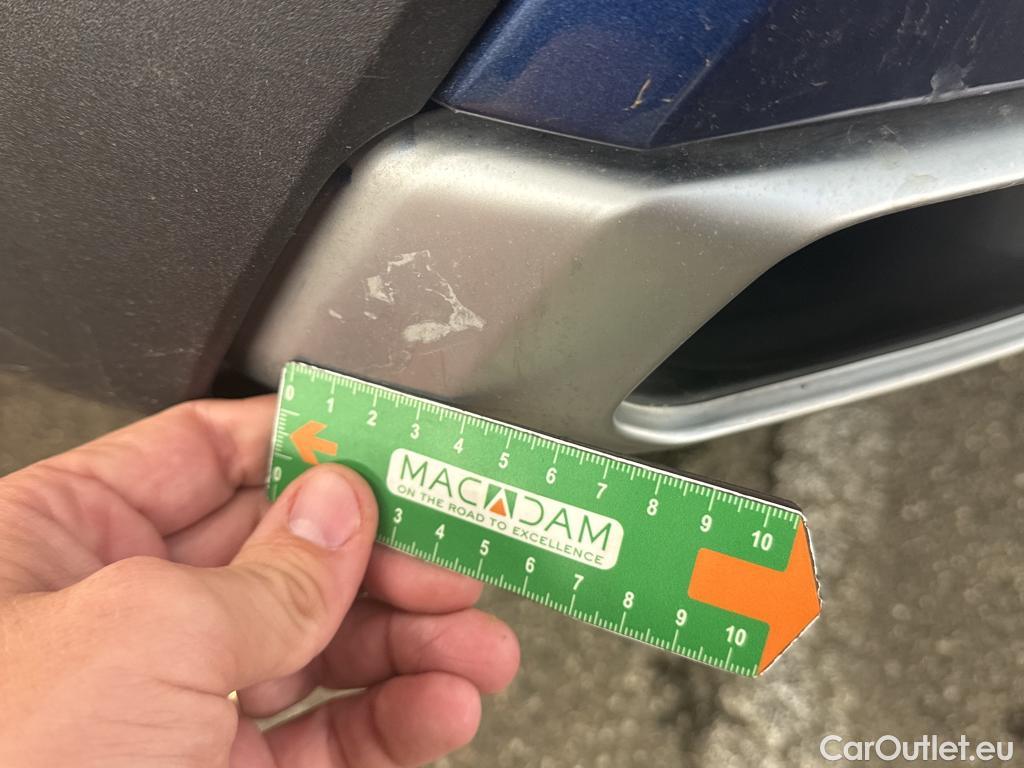 0 1 2 3 4 5 6 7 8 9 10
MACADAM
ON THE ROAD TO EXCELLENCE
0 3 4 5 6 7 8 9 10
CarOutlet.eu